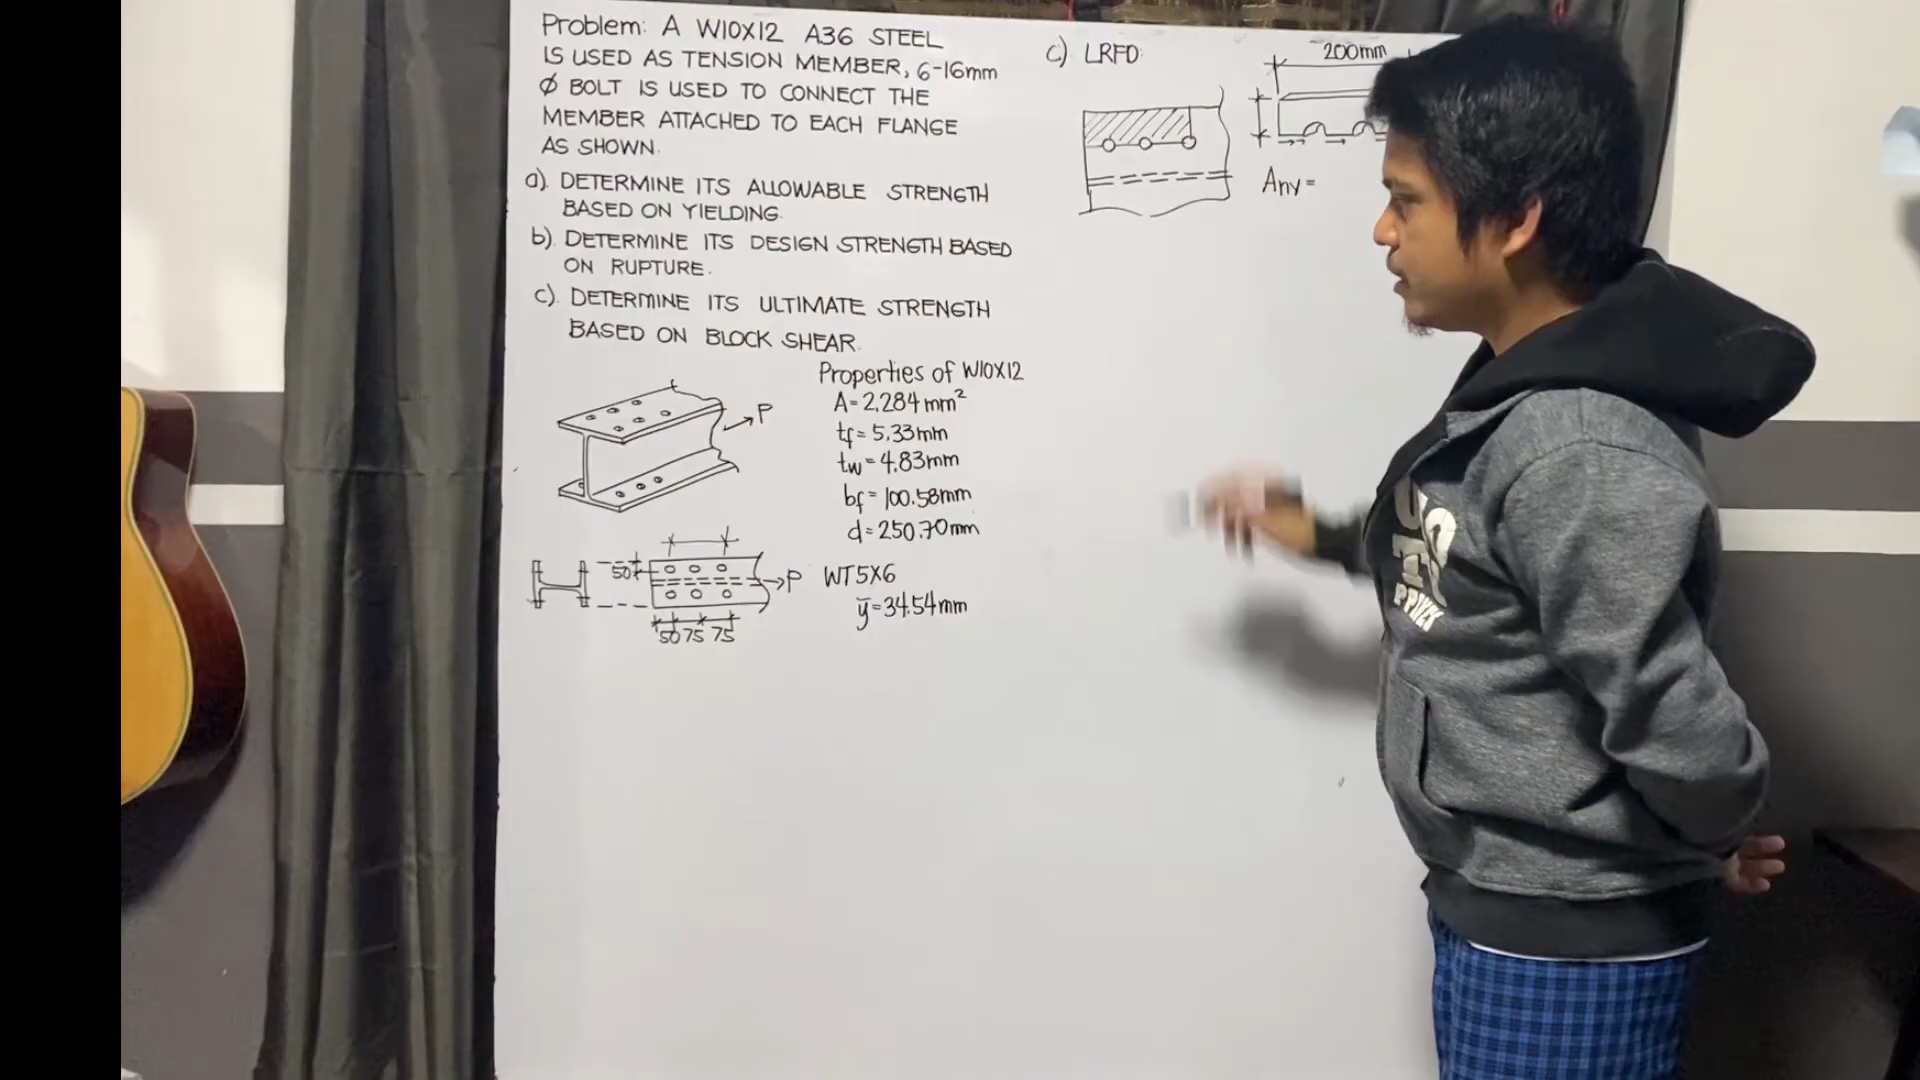 Problem: A W10X12 A36 STEEL
IS USED AS TENSION MEMBER, 6-16mm
Ø BOLT IS USED TO CONNECT THE
MEMBER ATTACHED TO EACH FLANGE
AS SHOWN.
a). DETERMINE ITS ALLOWABLE STRENGTH
BASED ON YIELDING.
b). DETERMINE ITS DESIGN STRENGTH BASED
ON RUPTURE.
c). DETERMINE ITS ULTIMATE STRENGTH
BASED ON BLOCK SHEAR.
P
Properties of W10X12
A=2,284mm²
tf=5.33mm
tw=4.83mm
bf=100.58mm
d=250.70mm
50
P
50 75 75
WT5X6
ȳ=34.54mm
c). LRFD:
200mm
Anv=